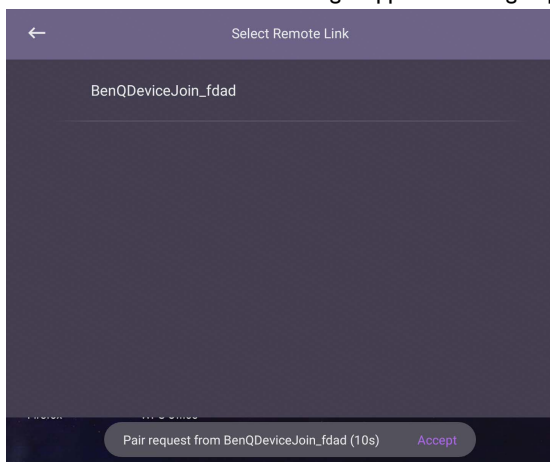 Select Remote Link
BenQDeviceJoin_fdad
Pair request from BenQDeviceJoin_fdad (10s) Accept